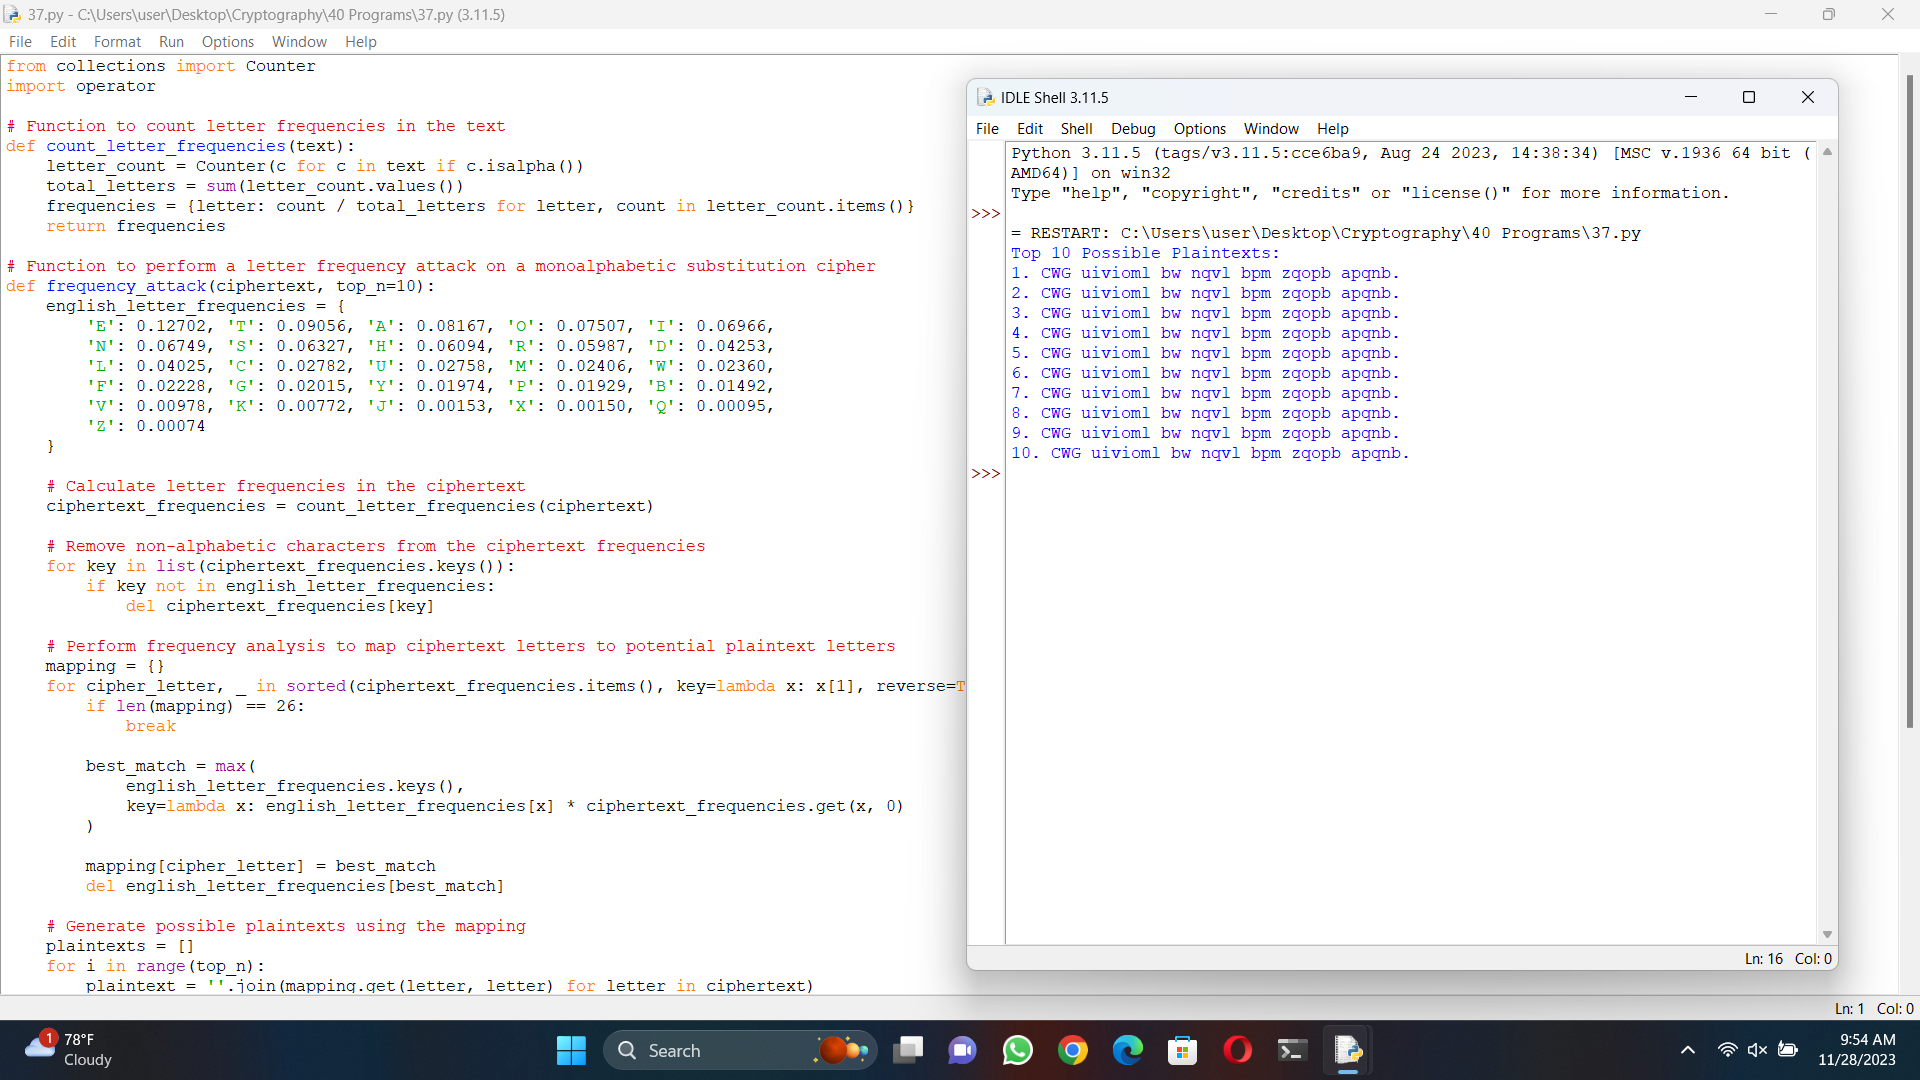 37.py - C:\Users\user\Desktop\Cryptography\40 Programs\37.py (3.11.5)
File Edit Format Run Options Window Help
from collections import Counter
import operator
# Function to count letter frequencies in the text
def count_letter_frequencies(text):
    letter_count = Counter(c for c in text if c.isalpha())
    total_letters = sum(letter_count.values())
    frequencies = {letter: count / total_letters for letter, count in letter_count.items()}
    return frequencies
# Function to perform a letter frequency attack on a monoalphabetic substitution cipher
def frequency_attack(ciphertext, top_n=10):
    english_letter_frequencies = {
        'E': 0.12702, 'T': 0.09056, 'A': 0.08167, 'O': 0.07507, 'I': 0.06966,
        'N': 0.06749, 'S': 0.06327, 'H': 0.06094, 'R': 0.05987, 'D': 0.04253,
        'L': 0.04025, 'C': 0.02782, 'U': 0.02758, 'M': 0.02406, 'W': 0.02360,
        'F': 0.02228, 'G': 0.02015, 'Y': 0.01974, 'P': 0.01929, 'B': 0.01492,
        'V': 0.00978, 'K': 0.00772, 'J': 0.00153, 'X': 0.00150, 'Q': 0.00095,
        'Z': 0.00074
    }
    # Calculate letter frequencies in the ciphertext
    ciphertext_frequencies = count_letter_frequencies(ciphertext)
    # Remove non-alphabetic characters from the ciphertext frequencies
    for key in list(ciphertext_frequencies.keys()):
        if key not in english_letter_frequencies:
            del ciphertext_frequencies[key]
    # Perform frequency analysis to map ciphertext letters to potential plaintext letters
    mapping = {}
    for cipher_letter, _ in sorted(ciphertext_frequencies.items(), key=lambda x: x[1], reverse=T
        if len(mapping) == 26:
            break
        best_match = max(
            english_letter_frequencies.keys(),
            key=lambda x: english_letter_frequencies[x] * ciphertext_frequencies.get(x, 0)
        )
        mapping[cipher_letter] = best_match
        del english_letter_frequencies[best_match]
    # Generate possible plaintexts using the mapping
    plaintexts = []
    for i in range(top_n):
        plaintext = ''.join(mapping.get(letter, letter) for letter in ciphertext)
Ln: 1 Col: 0
IDLE Shell 3.11.5
File Edit Shell Debug Options Window Help
Python 3.11.5 (tags/v3.11.5:cce6ba9, Aug 24 2023, 14:38:34) [MSC v.1936 64 bit (
AMD64)] on win32
Type "help", "copyright", "credits" or "license()" for more information.
>>>
= RESTART: C:\Users\user\Desktop\Cryptography\40 Programs\37.py
Top 10 Possible Plaintexts:
1. CWG uivioml bw nqvl bpm zqopb apqnb.
2. CWG uivioml bw nqvl bpm zqopb apqnb.
3. CWG uivioml bw nqvl bpm zqopb apqnb.
4. CWG uivioml bw nqvl bpm zqopb apqnb.
5. CWG uivioml bw nqvl bpm zqopb apqnb.
6. CWG uivioml bw nqvl bpm zqopb apqnb.
7. CWG uivioml bw nqvl bpm zqopb apqnb.
8. CWG uivioml bw nqvl bpm zqopb apqnb.
9. CWG uivioml bw nqvl bpm zqopb apqnb.
10. CWG uivioml bw nqvl bpm zqopb apqnb.
>>>
Ln: 16 Col: 0
1
78°F
Cloudy
Search
9:54 AM
11/28/2023